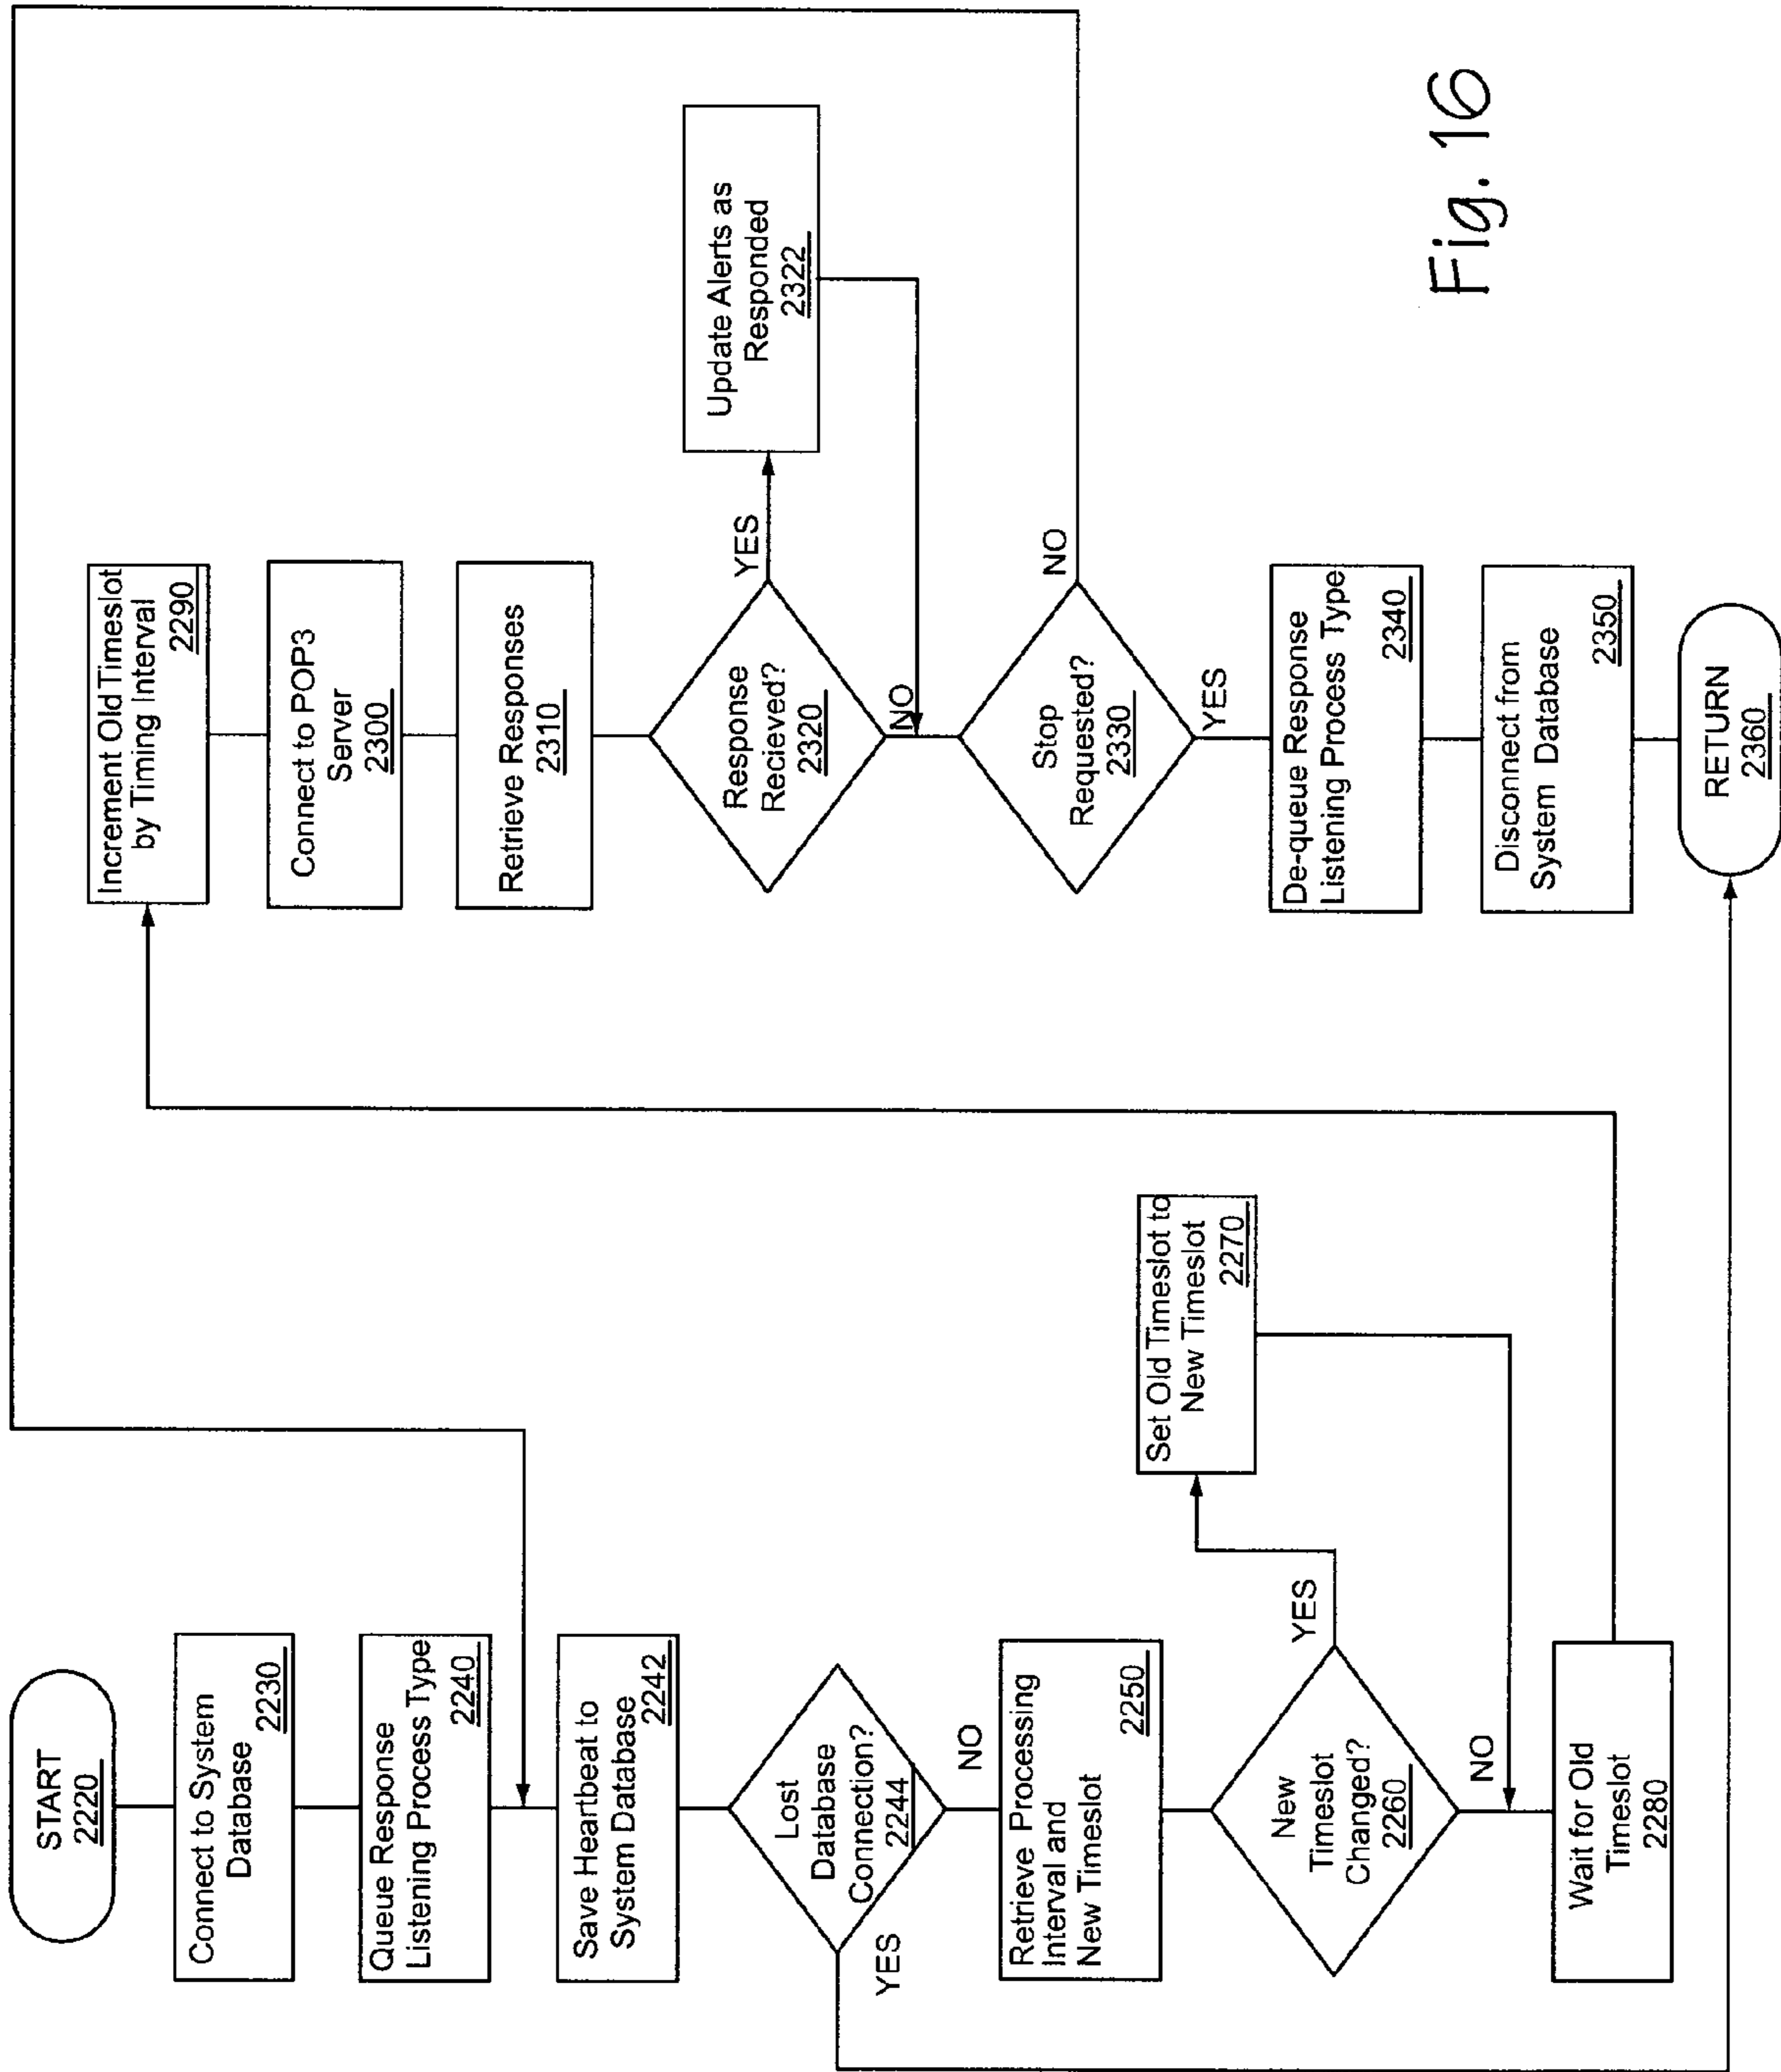 START
2220
Connect to System
Database
2230
Queue Response
Listening Process Type
2240
Save Heartbeat to
System Database
2242
Lost
Database
Connection?
2244
YES
NO
Retrieve Processing
Interval and
New Timeslot
2250
New
Timeslot
Changed?
2260
YES
NO
Set Old Timeslot to
New Timeslot
2270
Wait for Old
Timeslot
2280
Increment Old Timeslot
by Timing Interval
2290
Connect to POP3
Server
2300
Retrieve Responses
2310
Response
Recieved?
2320
YES
NO
Update Alerts as
Responded
2322
Stop
Requested?
2330
NO
YES
De-queue Response
Listening Process Type
2340
Disconnect from
System Database
2350
RETURN
2360
Fig. 16